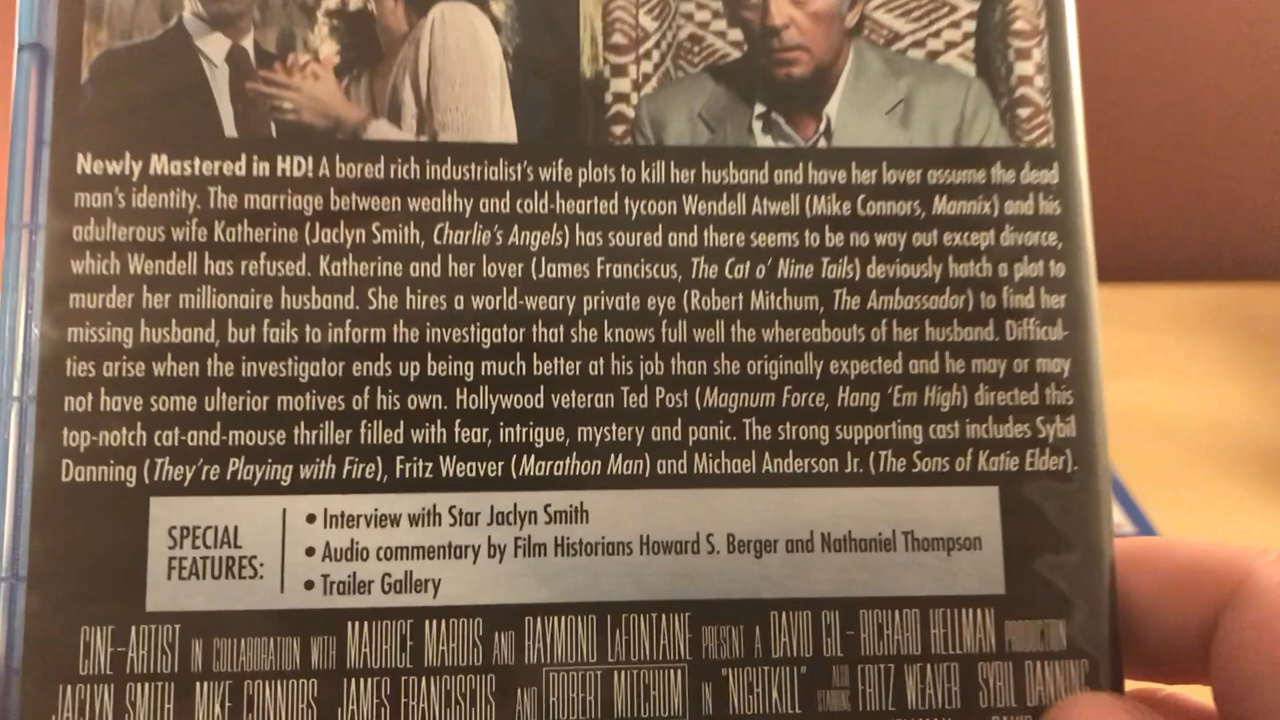 Newly Mastered in HD! A bored rich industrialist's wife plots to kill her husband and have her lover assume the dead
man's identity. The marriage between wealthy and cold-hearted tycoon Wendell Atwell (Mike Connors, Mannix) and his
adulterous wife Katherine (Jaclyn Smith, Charlie's Angels) has soured and there seems to be no way out except divorce,
which Wendell has refused. Katherine and her lover (James Franciscus, The Cat o' Nine Tails) deviously hatch a plot to
murder her millionaire husband. She hires a world-weary private eye (Robert Mitchum, The Ambassador) to find her
missing husband, but fails to inform the investigator that she knows full well the whereabouts of her husband. Difficul-
ties arise when the investigator ends up being much better at his job than she originally expected and he may or may
not have some ulterior motives of his own. Hollywood veteran Ted Post (Magnum Force, Hang 'Em High) directed this
top-notch cat-and-mouse thriller filled with fear, intrigue, mystery and panic. The strong supporting cast includes Sybil
Danning (They're Playing with Fire), Fritz Weaver (Marathon Man) and Michael Anderson Jr. (The Sons of Katie Elder).
SPECIAL
FEATURES:
• Interview with Star Jaclyn Smith
• Audio commentary by Film Historians Howard S. Berger and Nathaniel Thompson
• Trailer Gallery
CINE-ARTIST IN COLLABORATION WITH MAURICE MARDIS AND RAYMOND LaFONTAINE PRESENT A DAVID GIL - RICHARD HELLMAN PRODUCTION
JACLYN SMITH MIKE CONNORS JAMES FRANCISCUS AND ROBERT MITCHUM IN "NIGHTKILL" ALSO STARRING FRITZ WEAVER SYBIL DANNING
DAVID